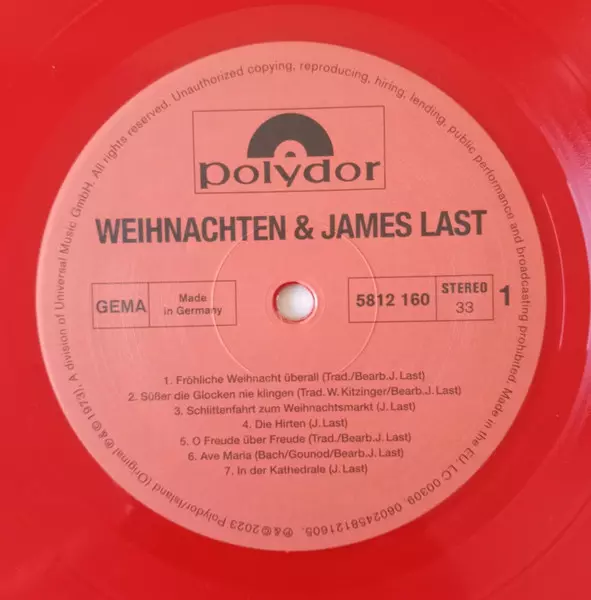 All rights reserved. Unauthorized copying, reproducing, hiring, lending, public performance and broadcasting prohibited. Made in the EU. LC 00309. 0602458121605. ℗&©2023 Polydor/Island (Original ℗&©1973), A division of Universal Music GmbH.
polydor
WEIHNACHTEN & JAMES LAST
GEMA
Made
in Germany
5812 160
STEREO
33
1
1. Fröhliche Weihnacht überall (Trad./Bearb.J. Last)
2. Süßer die Glocken nie klingen (Trad. W. Kitzinger/Bearb.J. Last)
3. Schlittenfahrt zum Weihnachtsmarkt (J. Last)
4. Die Hirten (J. Last)
5. O Freude über Freude (Trad./Bearb.J. Last)
6. Ave Maria (Bach/Gounod/Bearb.J. Last)
7. In der Kathedrale (J. Last)